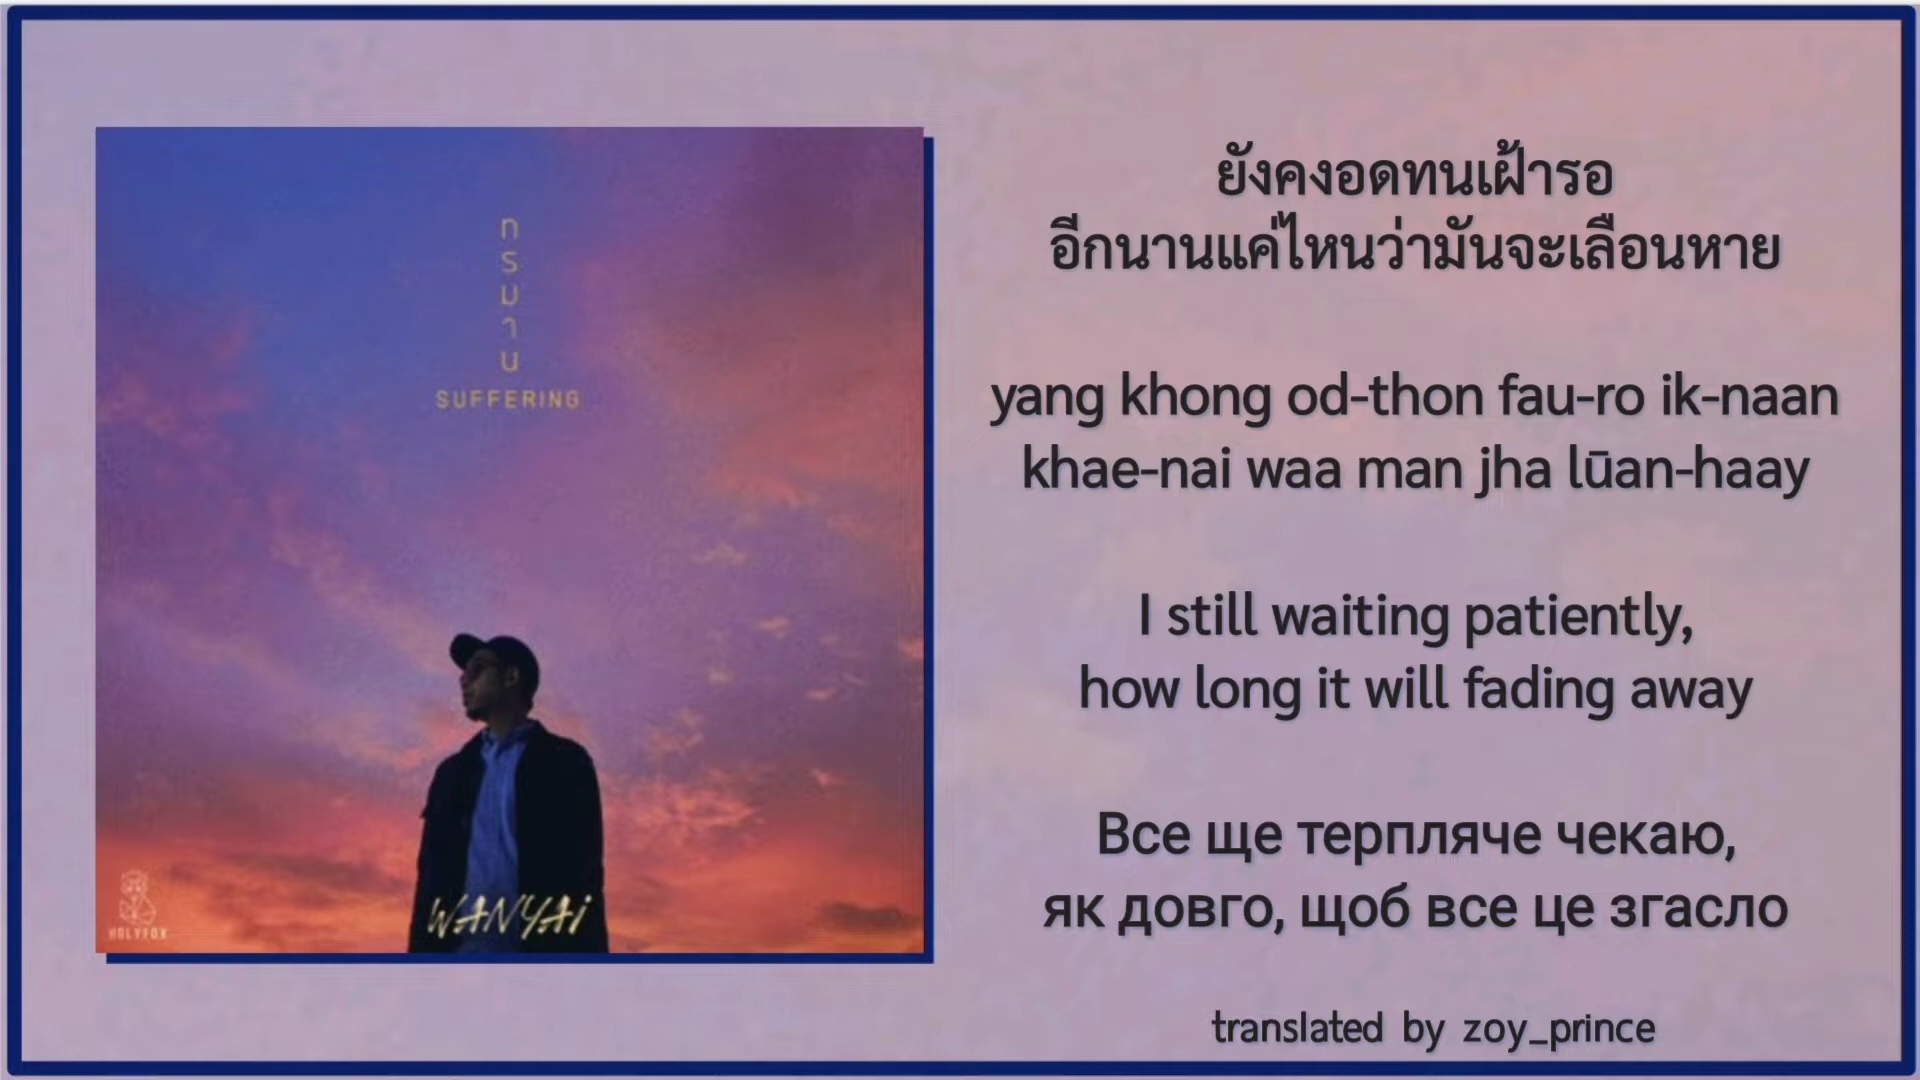 ท
ร
ม
า
น
SUFFERING
WANYAi
HOLYFOX
ยังคงอดทนเฝ้ารอ
อีกนานแค่ไหนว่ามันจะเลือนหาย
yang khong od-thon fau-ro ik-naan
khae-nai waa man jha lūan-haay
I still waiting patiently,
how long it will fading away
Все ще терпляче чекаю,
як довго, щоб все це згасло
translated by zoy_prince